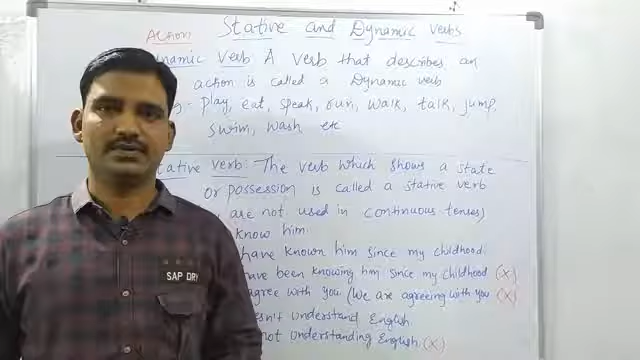 Action Stative and Dynamic Verbs
namic Verb A verb that describes an
action is called a Dynamic verb
g - play, eat, speak, run, walk, talk, jump,
swim, wash etc
tative verb: The verb which shows a state
or possession is called a stative verb
are not used in continuous tenses)
know him
have known him since my childhood.
ave been knowing him since my childhood (x)
agree with you (We are agreeing with you (x)
esn't understand English
not understanding English (x)
SAP DRY